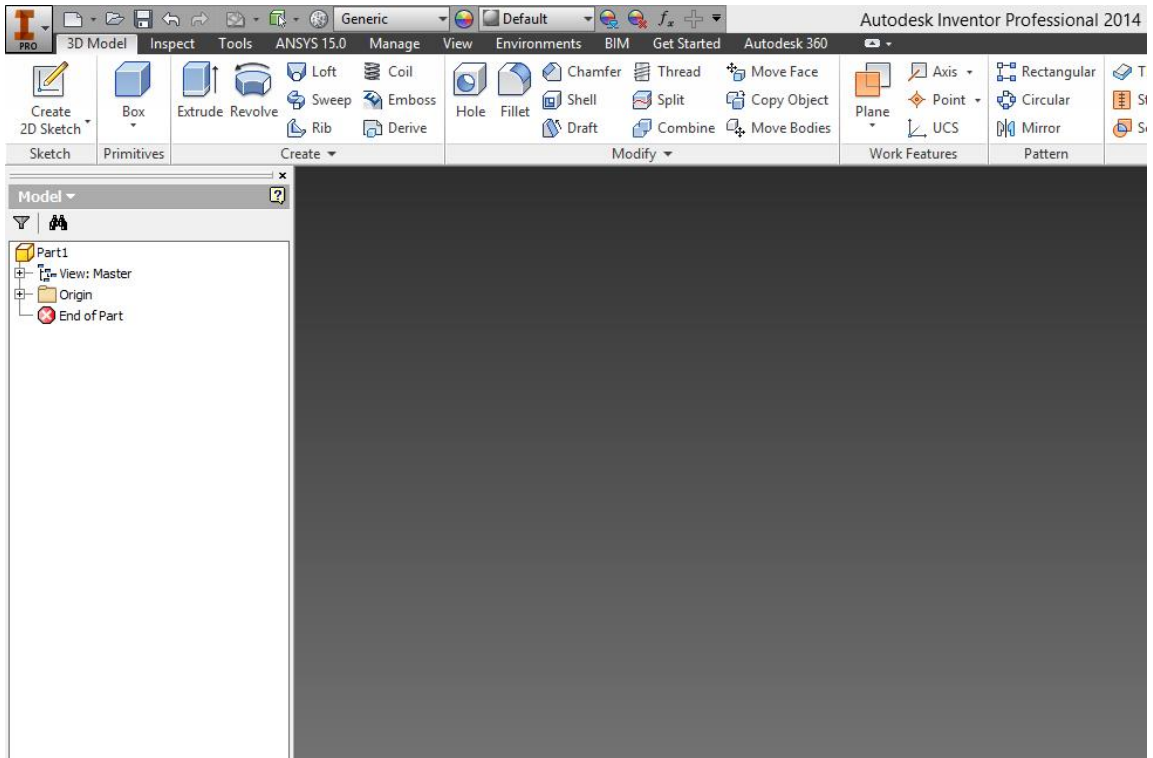 Generic Default fx Autodesk Inventor Professional 2014
PRO 3D Model Inspect Tools ANSYS 15.0 Manage View Environments BIM Get Started Autodesk 360
Loft Coil Chamfer Thread Move Face Axis Rectangular
Sweep Emboss Shell Split Copy Object Point Circular
Create Box Extrude Revolve Hole Fillet Plane
2D Sketch Rib Derive Draft Combine Move Bodies UCS Mirror
Sketch Primitives Create Modify Work Features Pattern
Model
Part1
View: Master
Origin
End of Part